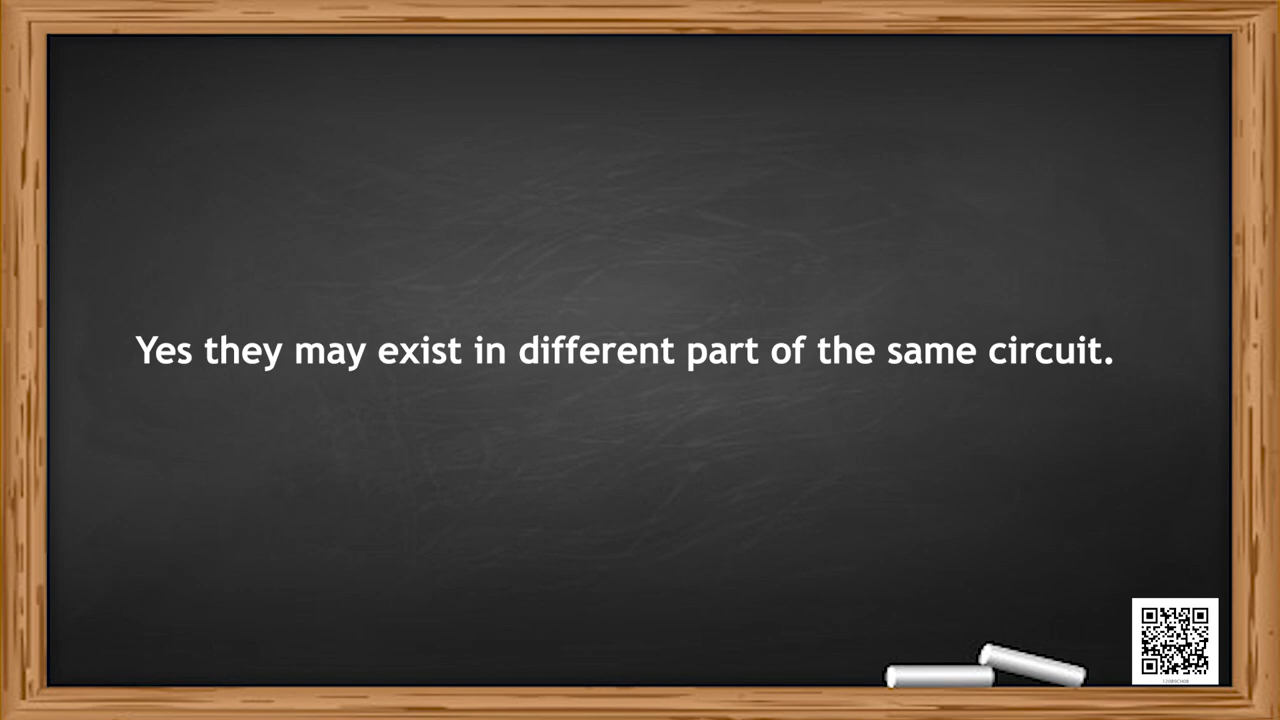 Yes they may exist in different part of the same circuit.